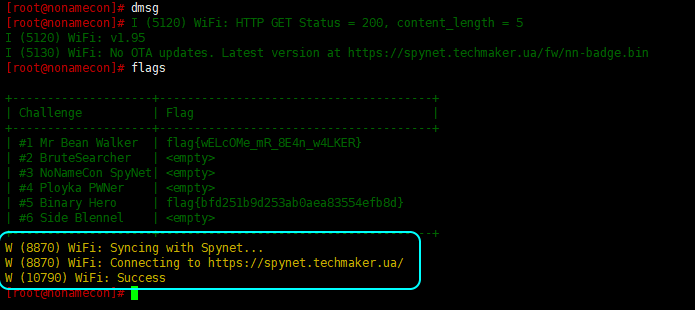 [root@nonamecon]# dmsg
[root@nonamecon]# I (5120) WiFi: HTTP GET Status = 200, content_length = 5
I (5120) WiFi: v1.95
I (5130) WiFi: No OTA updates. Latest version at https://spynet.techmaker.ua/fw/nn-badge.bin
[root@nonamecon]# flags
+--------------------+---------------------------------------+
| Challenge | Flag |
+--------------------+---------------------------------------+
| #1 Mr Bean Walker | flag{wELcOMe_mR_8E4n_w4LKER}
| #2 BruteSearcher | <empty>
| #3 NoNameCon SpyNet| <empty>
| #4 Ployka PWNer | <empty>
| #5 Binary Hero | flag{bfd251b9d253ab0aea83554efb8d}
| #6 Side Blennel | <empty>
+--------------------+---------------------------------------+
W (8870) WiFi: Syncing with Spynet...
W (8870) WiFi: Connecting to https://spynet.techmaker.ua/
W (10790) WiFi: Success
[root@nonamecon]#